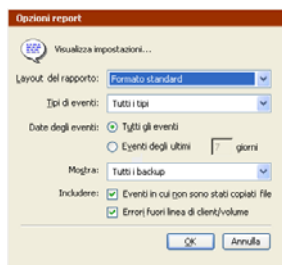 Opzioni report
Visualizza impostazioni...
Layout del rapporto: Formato standard
Tipi di eventi: Tutti i tipi
Date degli eventi: Tutti gli eventi
Eventi degli ultimi 7 giorni
Mostra: Tutti i backup
Includere: Eventi in cui non sono stati copiati file
Errori fuori linea di client/volume
OK Annulla